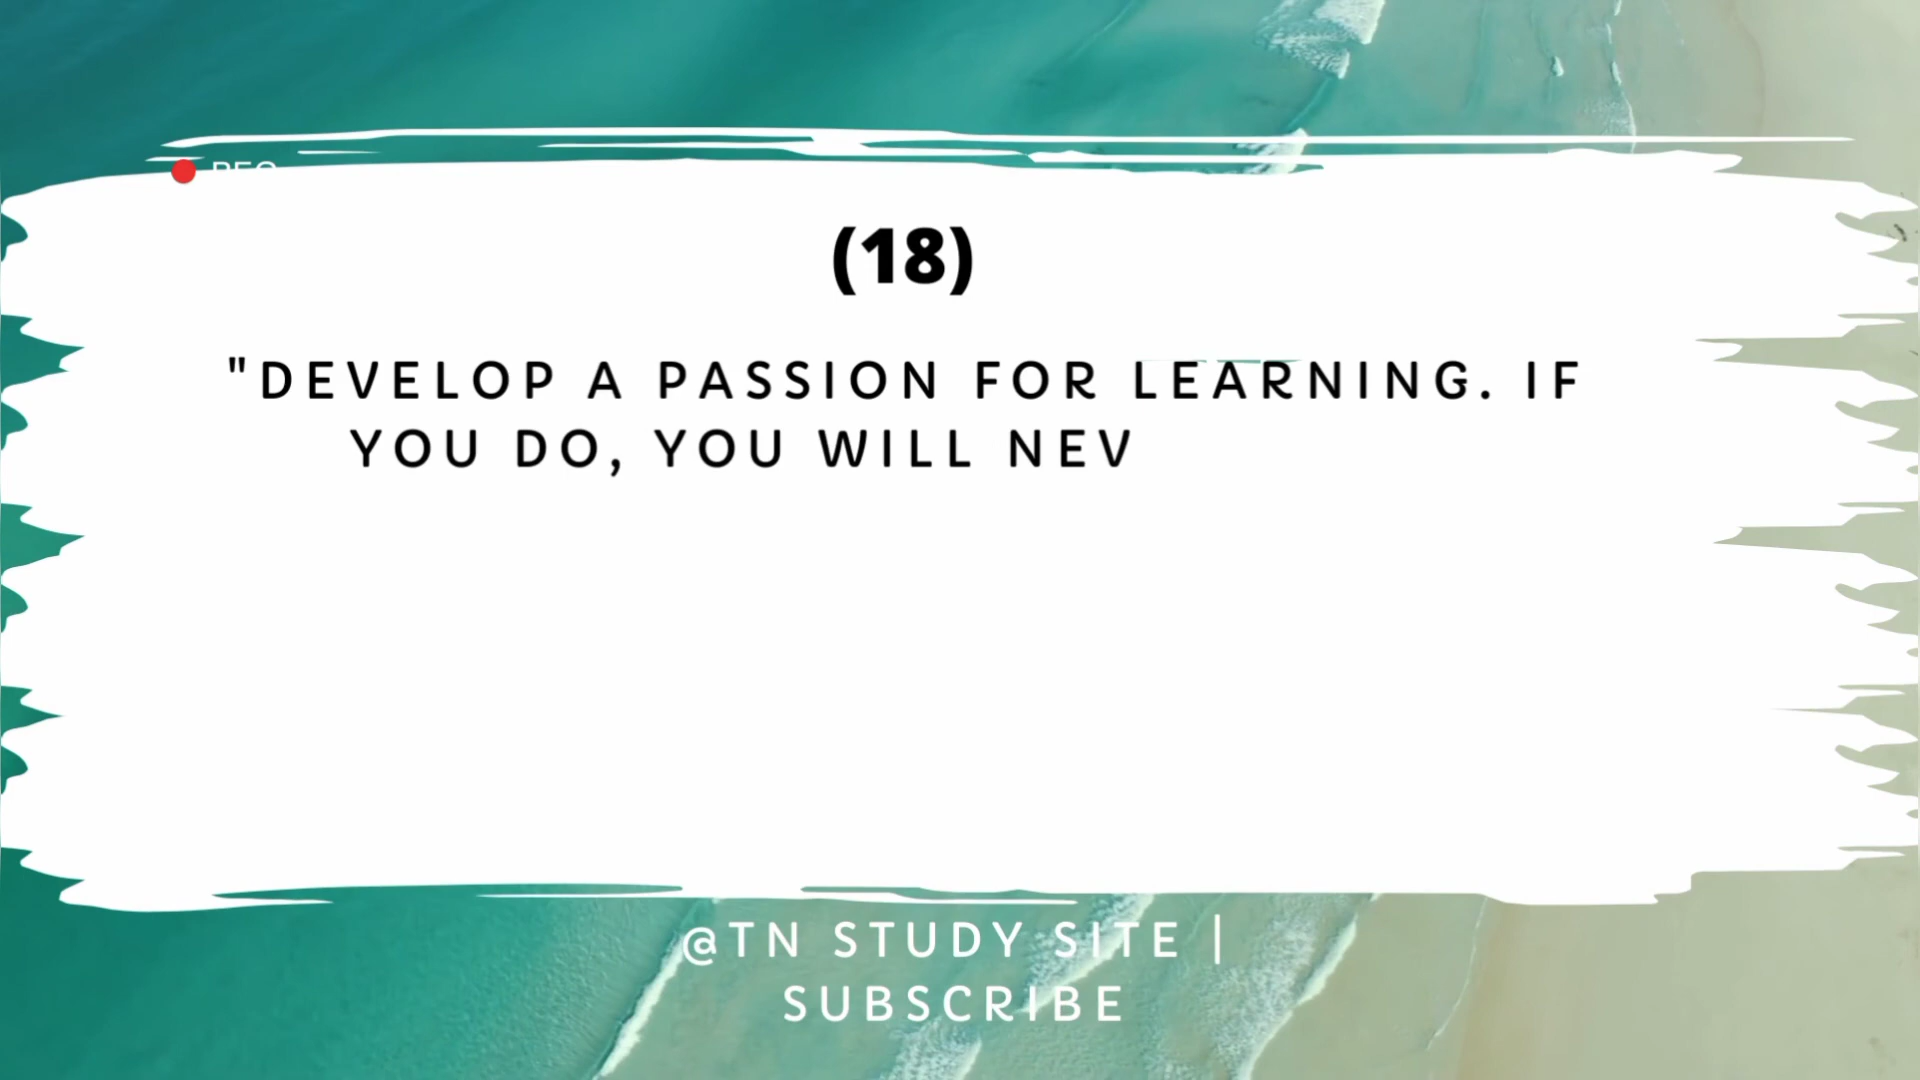 (18)
"DEVELOP A PASSION FOR LEARNING. IF
YOU DO, YOU WILL NEV
@TN STUDY SITE |
SUBSCRIBE